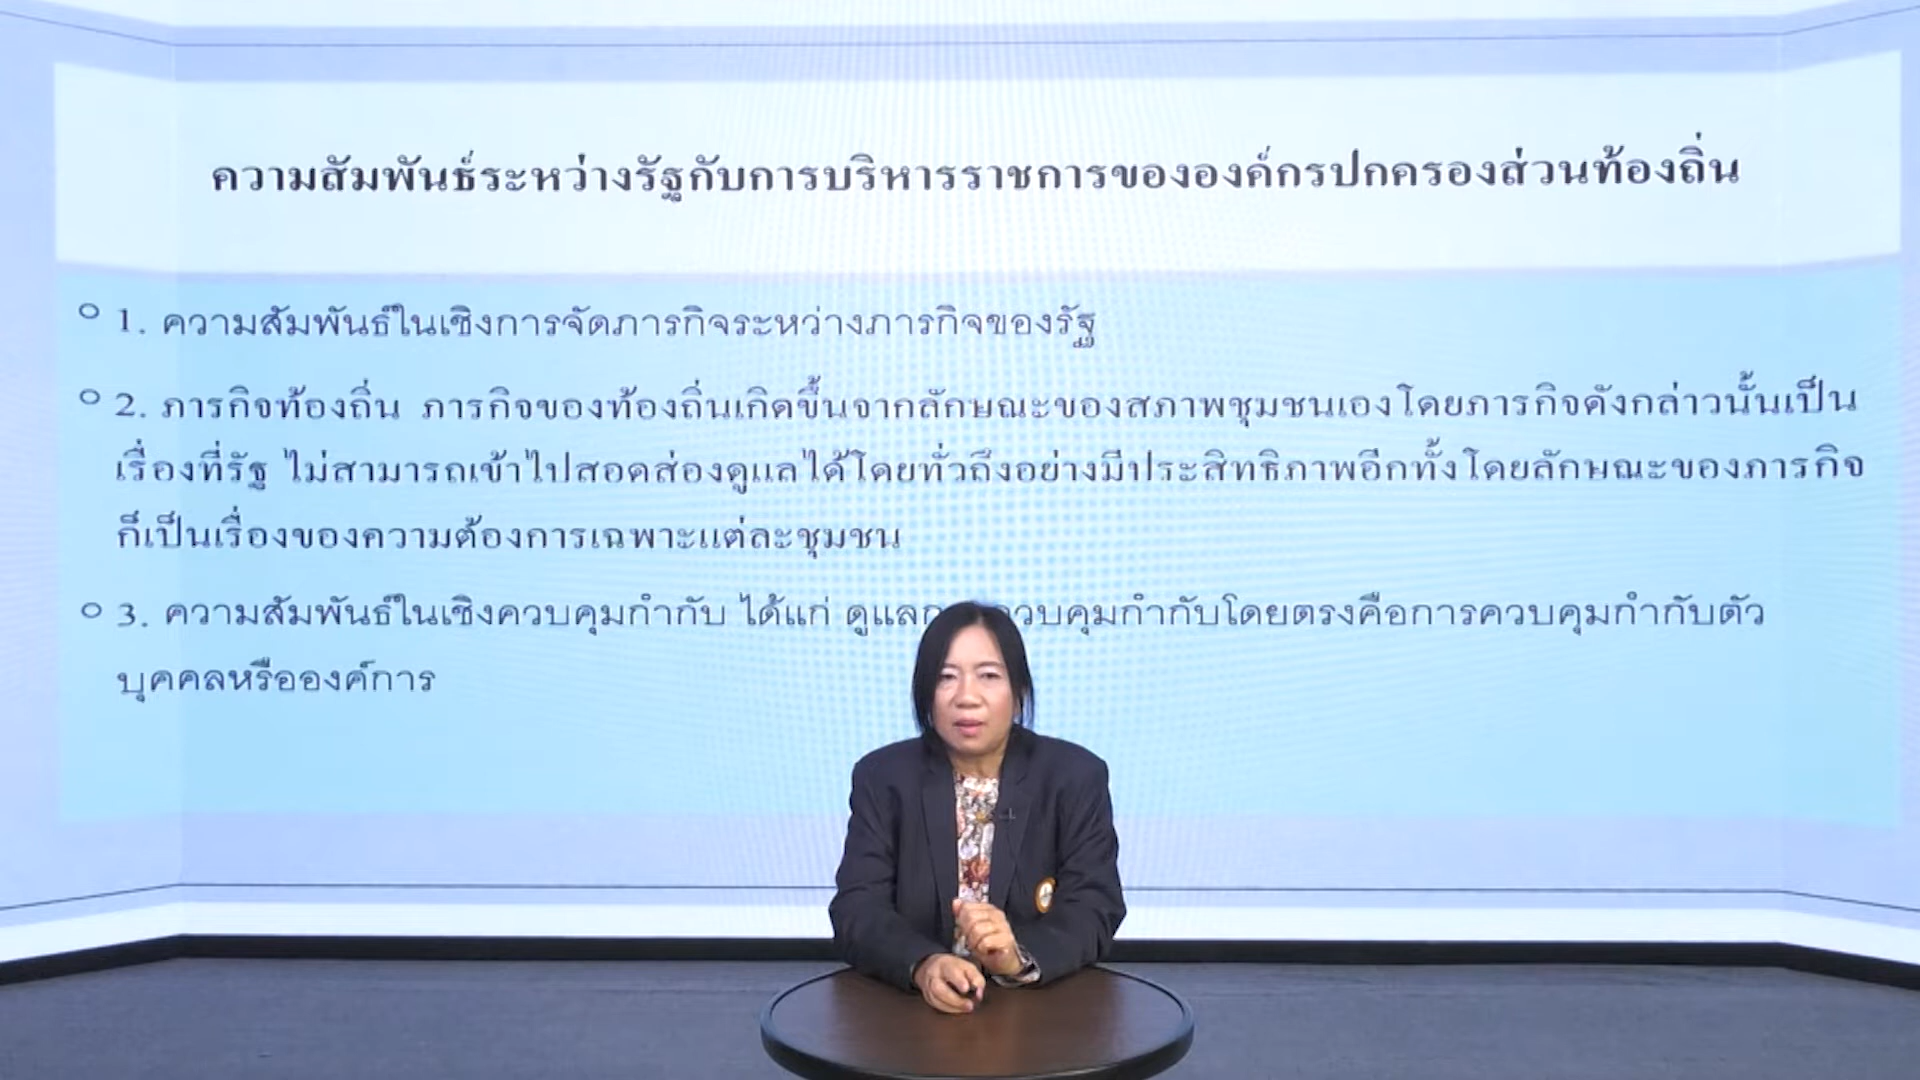 ความสัมพันธ์ระหว่างรัฐกับการบริหารราชการขององค์กรปกครองส่วนท้องถิ่น
1. ความสัมพันธ์ในเชิงการจัดภารกิจระหว่างภารกิจของรัฐ
2. ภารกิจท้องถิ่น ภารกิจของท้องถิ่นเกิดขึ้นจากลักษณะของสภาพชุมชนเองโดยภารกิจดังกล่าวนั้นเป็น
เรื่องที่รัฐ ไม่สามารถเข้าไปสอดส่องดูแลได้โดยทั่วถึงอย่างมีประสิทธิภาพอีกทั้งโดยลักษณะของภารกิจ
ก็เป็นเรื่องของความต้องการเฉพาะแต่ละชุมชน
3. ความสัมพันธ์ในเชิงควบคุมกำกับ ได้แก่ ดูแลก ควบคุมกำกับโดยตรงคือการควบคุมกำกับตัว
บุคคลหรือองค์การ